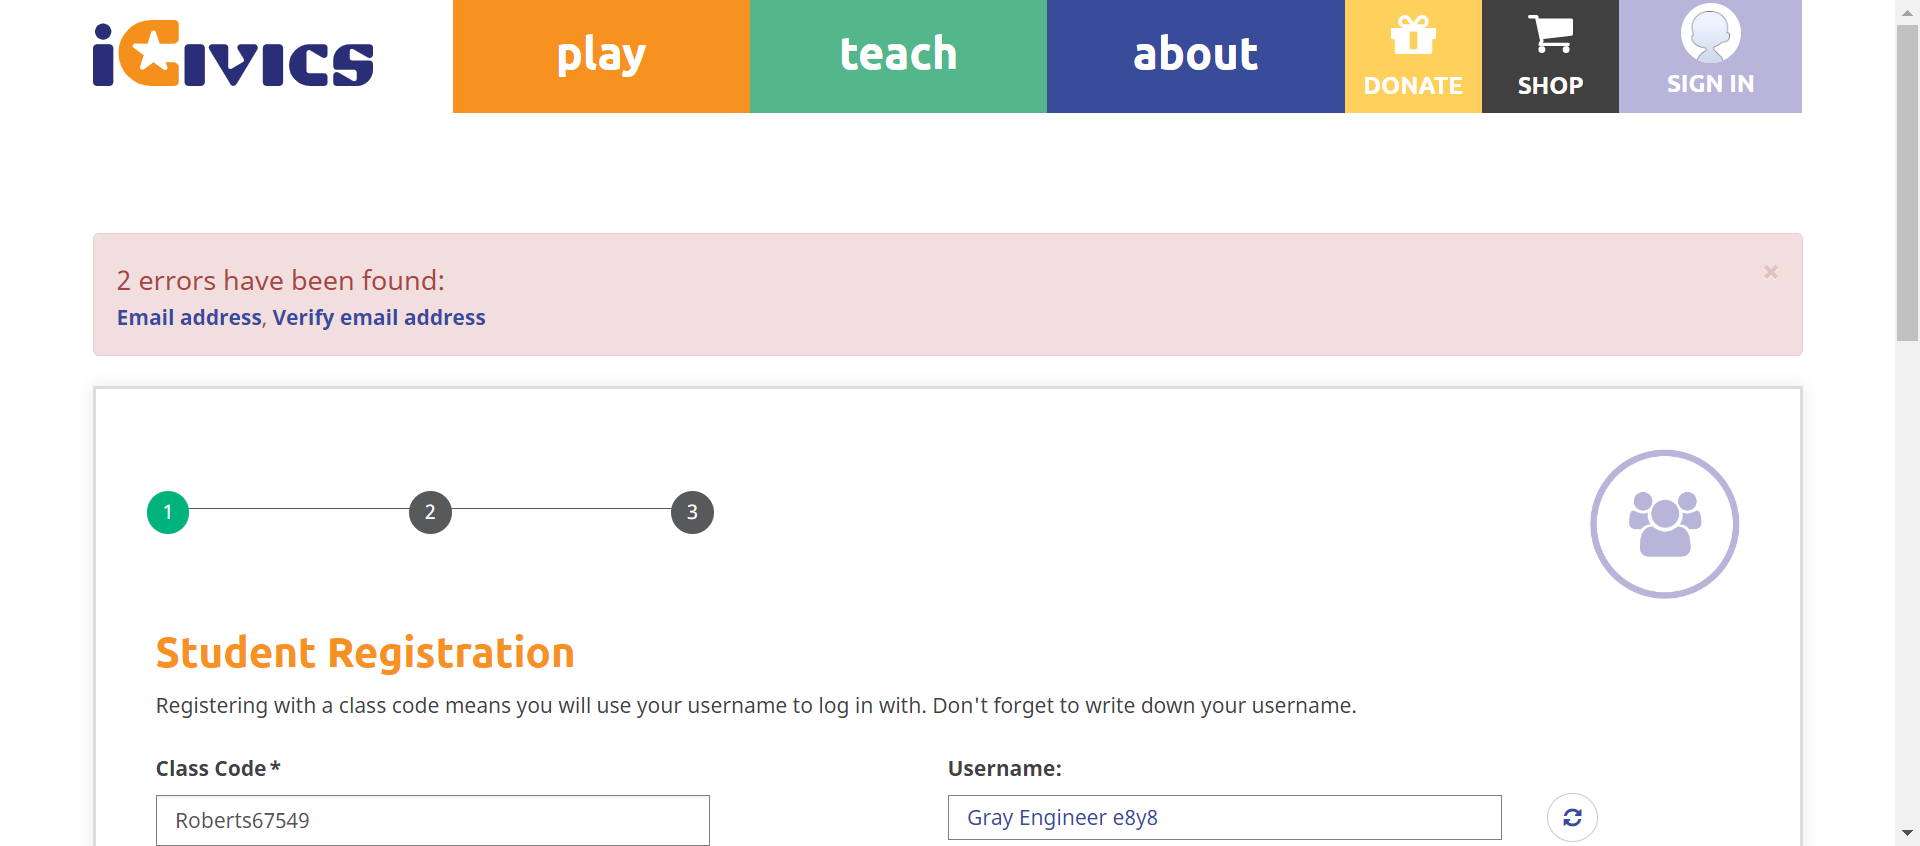 iCivics
play
teach
about
DONATE
SHOP
SIGN IN
2 errors have been found:
×
Email address, Verify email address
1
2
3
Student Registration
Registering with a class code means you will use your username to log in with. Don't forget to write down your username.
Class Code*
Username:
Roberts67549
Gray Engineer e8y8